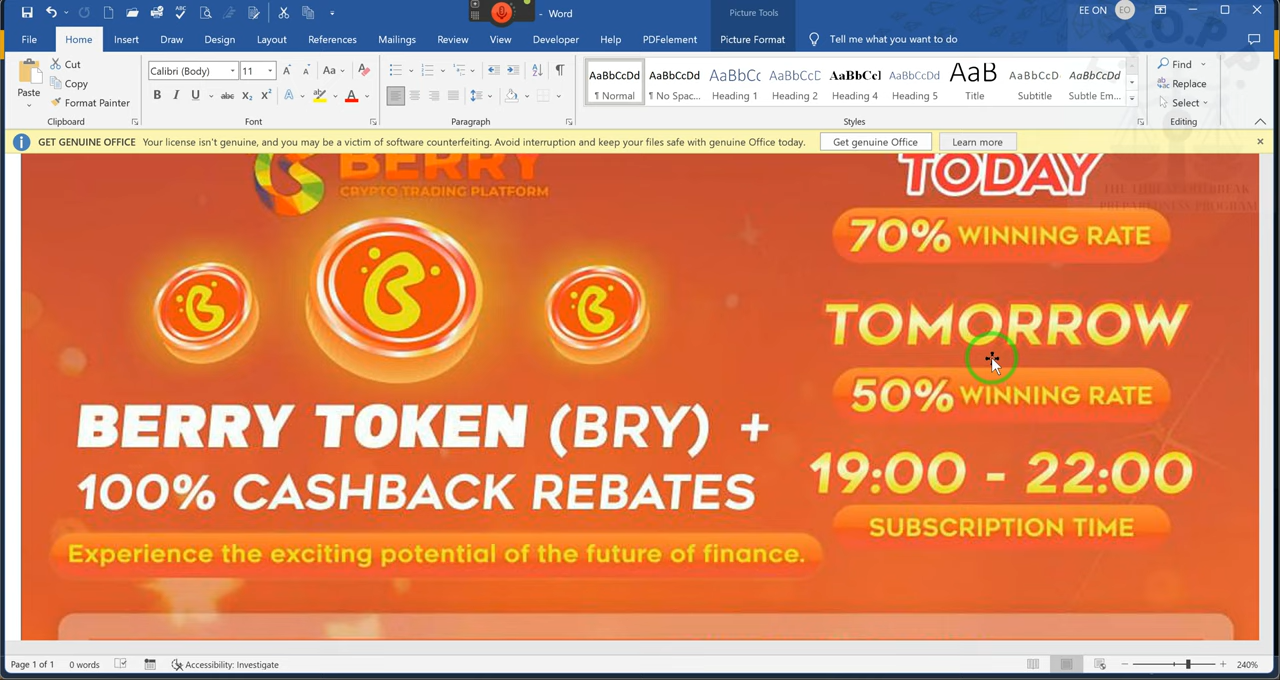 - Word
Picture Tools
EE ON
EO
File
Home
Insert
Draw
Design
Layout
References
Mailings
Review
View
Developer
Help
PDFelement
Picture Format
Tell me what you want to do
Paste
Cut
Copy
Format Painter
Clipboard
Calibri (Body)
11
Font
Paragraph
AaBbCcDd
¶ Normal
AaBbCcDd
¶ No Spac...
AaBbCc
Heading 1
AaBbCcD
Heading 2
AaBbCcl
Heading 4
AaBbCcDd
Heading 5
AaB
Title
AaBbCcD
Subtitle
AaBbCcDd
Subtle Em...
Styles
Find
Replace
Select
Editing
T.O.P.P.
GET GENUINE OFFICE Your license isn't genuine, and you may be a victim of software counterfeiting. Avoid interruption and keep your files safe with genuine Office today.
Get genuine Office
Learn more
BERRY
CRYPTO TRADING PLATFORM
BERRY TOKEN (BRY) +
100% CASHBACK REBATES
Experience the exciting potential of the future of finance.
TODAY
70% WINNING RATE
TOMORROW
50% WINNING RATE
19:00 - 22:00
SUBSCRIPTION TIME
THE THREAT OUTBREAK
PREPAREDNESS PROGRAM
Page 1 of 1
0 words
Accessibility: Investigate
240%